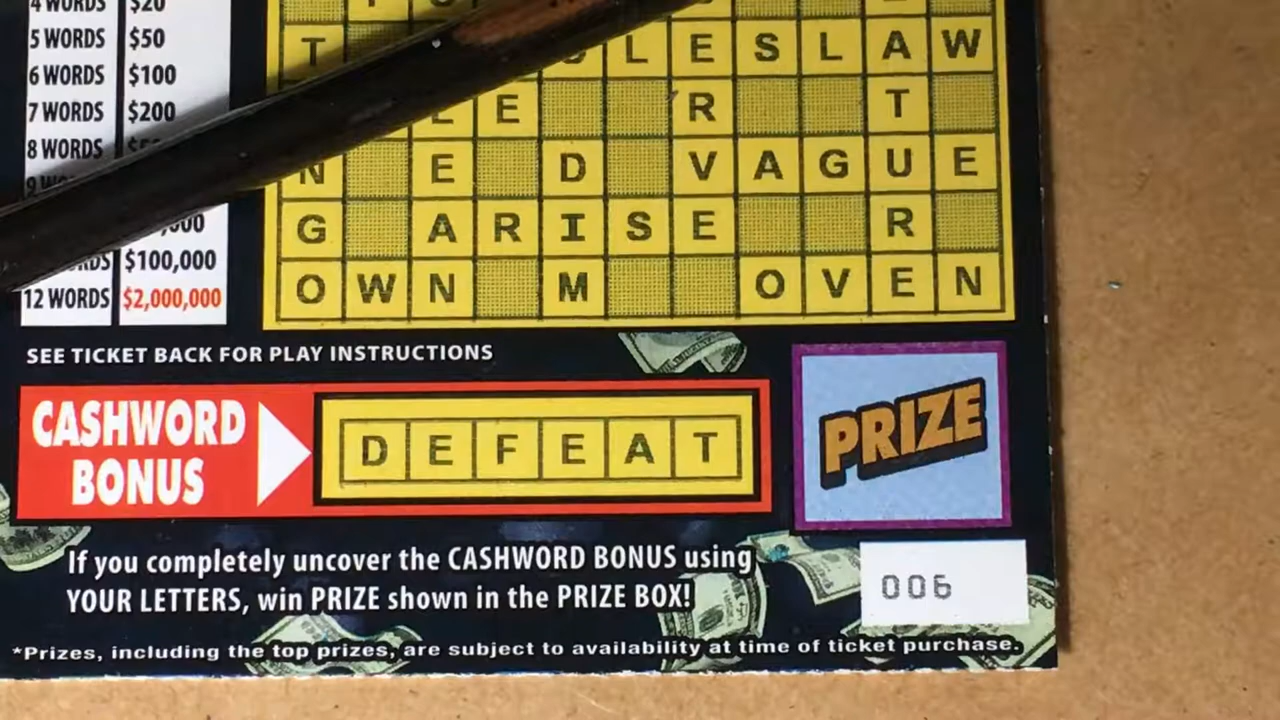 4 WORDS $20
5 WORDS $50
6 WORDS $100
7 WORDS $200
8 WORDS
$100,000
12 WORDS $2,000,000
T L E S L A W
E R T
N E D V A G U E
G A R I S E R
O W N M O V E N
SEE TICKET BACK FOR PLAY INSTRUCTIONS
CASHWORD
BONUS
D E F E A T
PRIZE
If you completely uncover the CASHWORD BONUS using
YOUR LETTERS, win PRIZE shown in the PRIZE BOX!
006
*Prizes, including the top prizes, are subject to availability at time of ticket purchase.